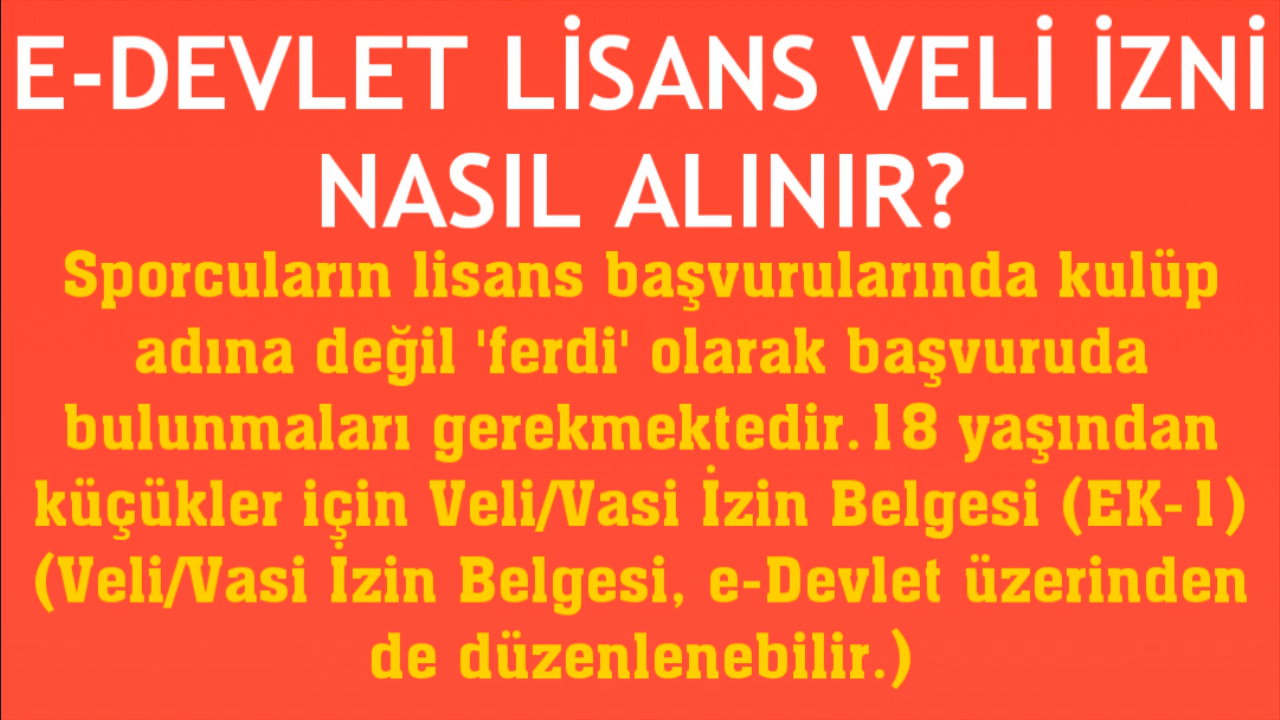 E-DEVLET LİSANS VELİ İZNİ
NASIL ALINIR?
Sporcuların lisans başvurularında kulüp
adına değil 'ferdi' olarak başvuruda
bulunmaları gerekmektedir.18 yaşından
küçükler için Veli/Vasi İzin Belgesi (EK-1)
(Veli/Vasi İzin Belgesi, e-Devlet üzerinden
de düzenlenebilir.)